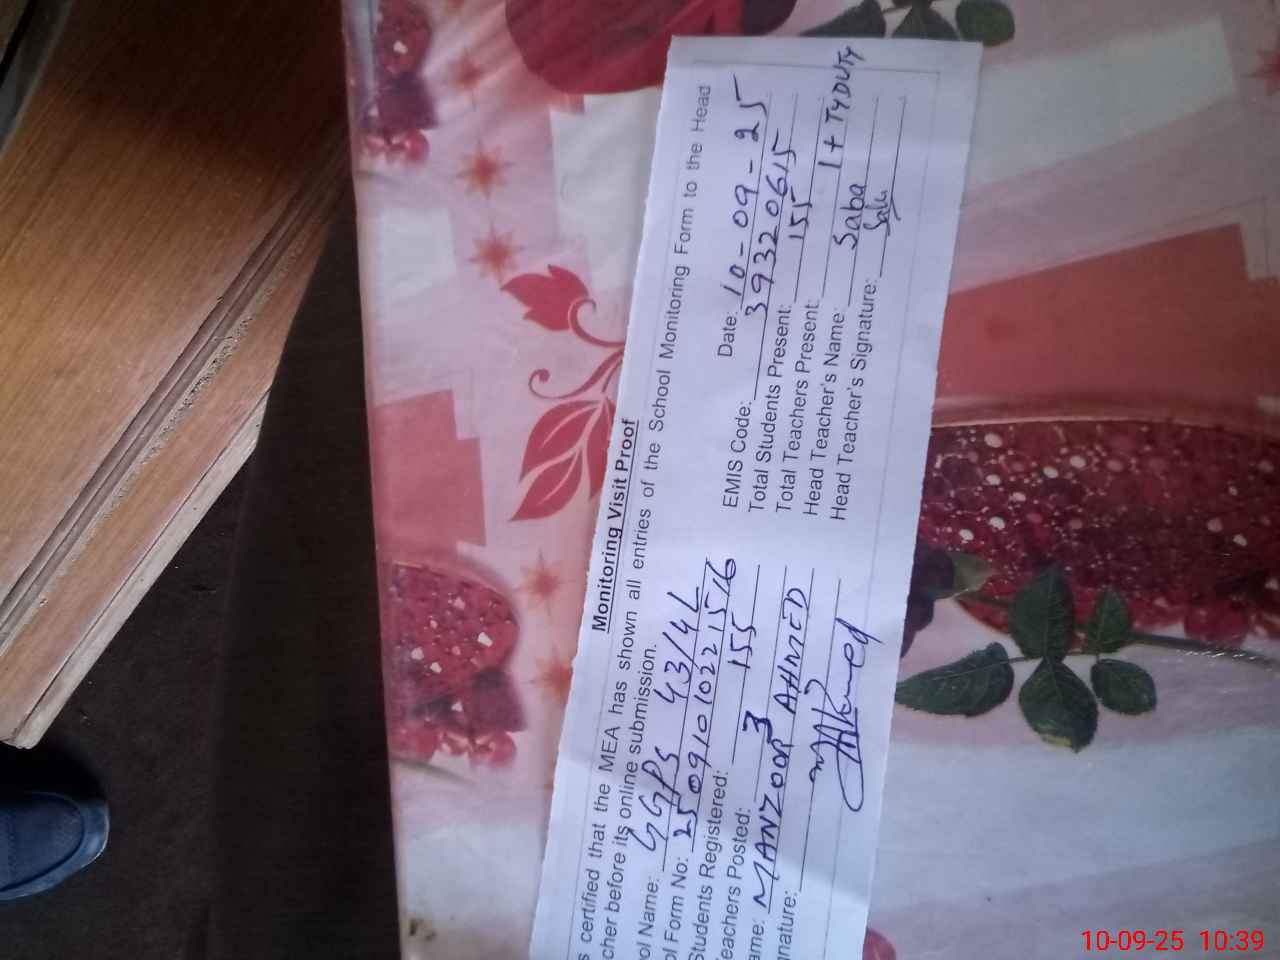 Monitoring Visit Proof
s certified that the MEA has shown all entries of the School Monitoring Form to the Head
cher before its online submission.
ol Name: GGPS 43/4L Date: 10-09-25
ol Form No: 25091010221516 EMIS Code: 39320615
Students Registered: 155 Total Students Present: 155
eachers Posted: 3 Total Teachers Present: 1+ TYDUTY
ame: MANZOOR AHMED Head Teacher's Name: Saba
nature: MAhmed Head Teacher's Signature:
10-09-25 10:39